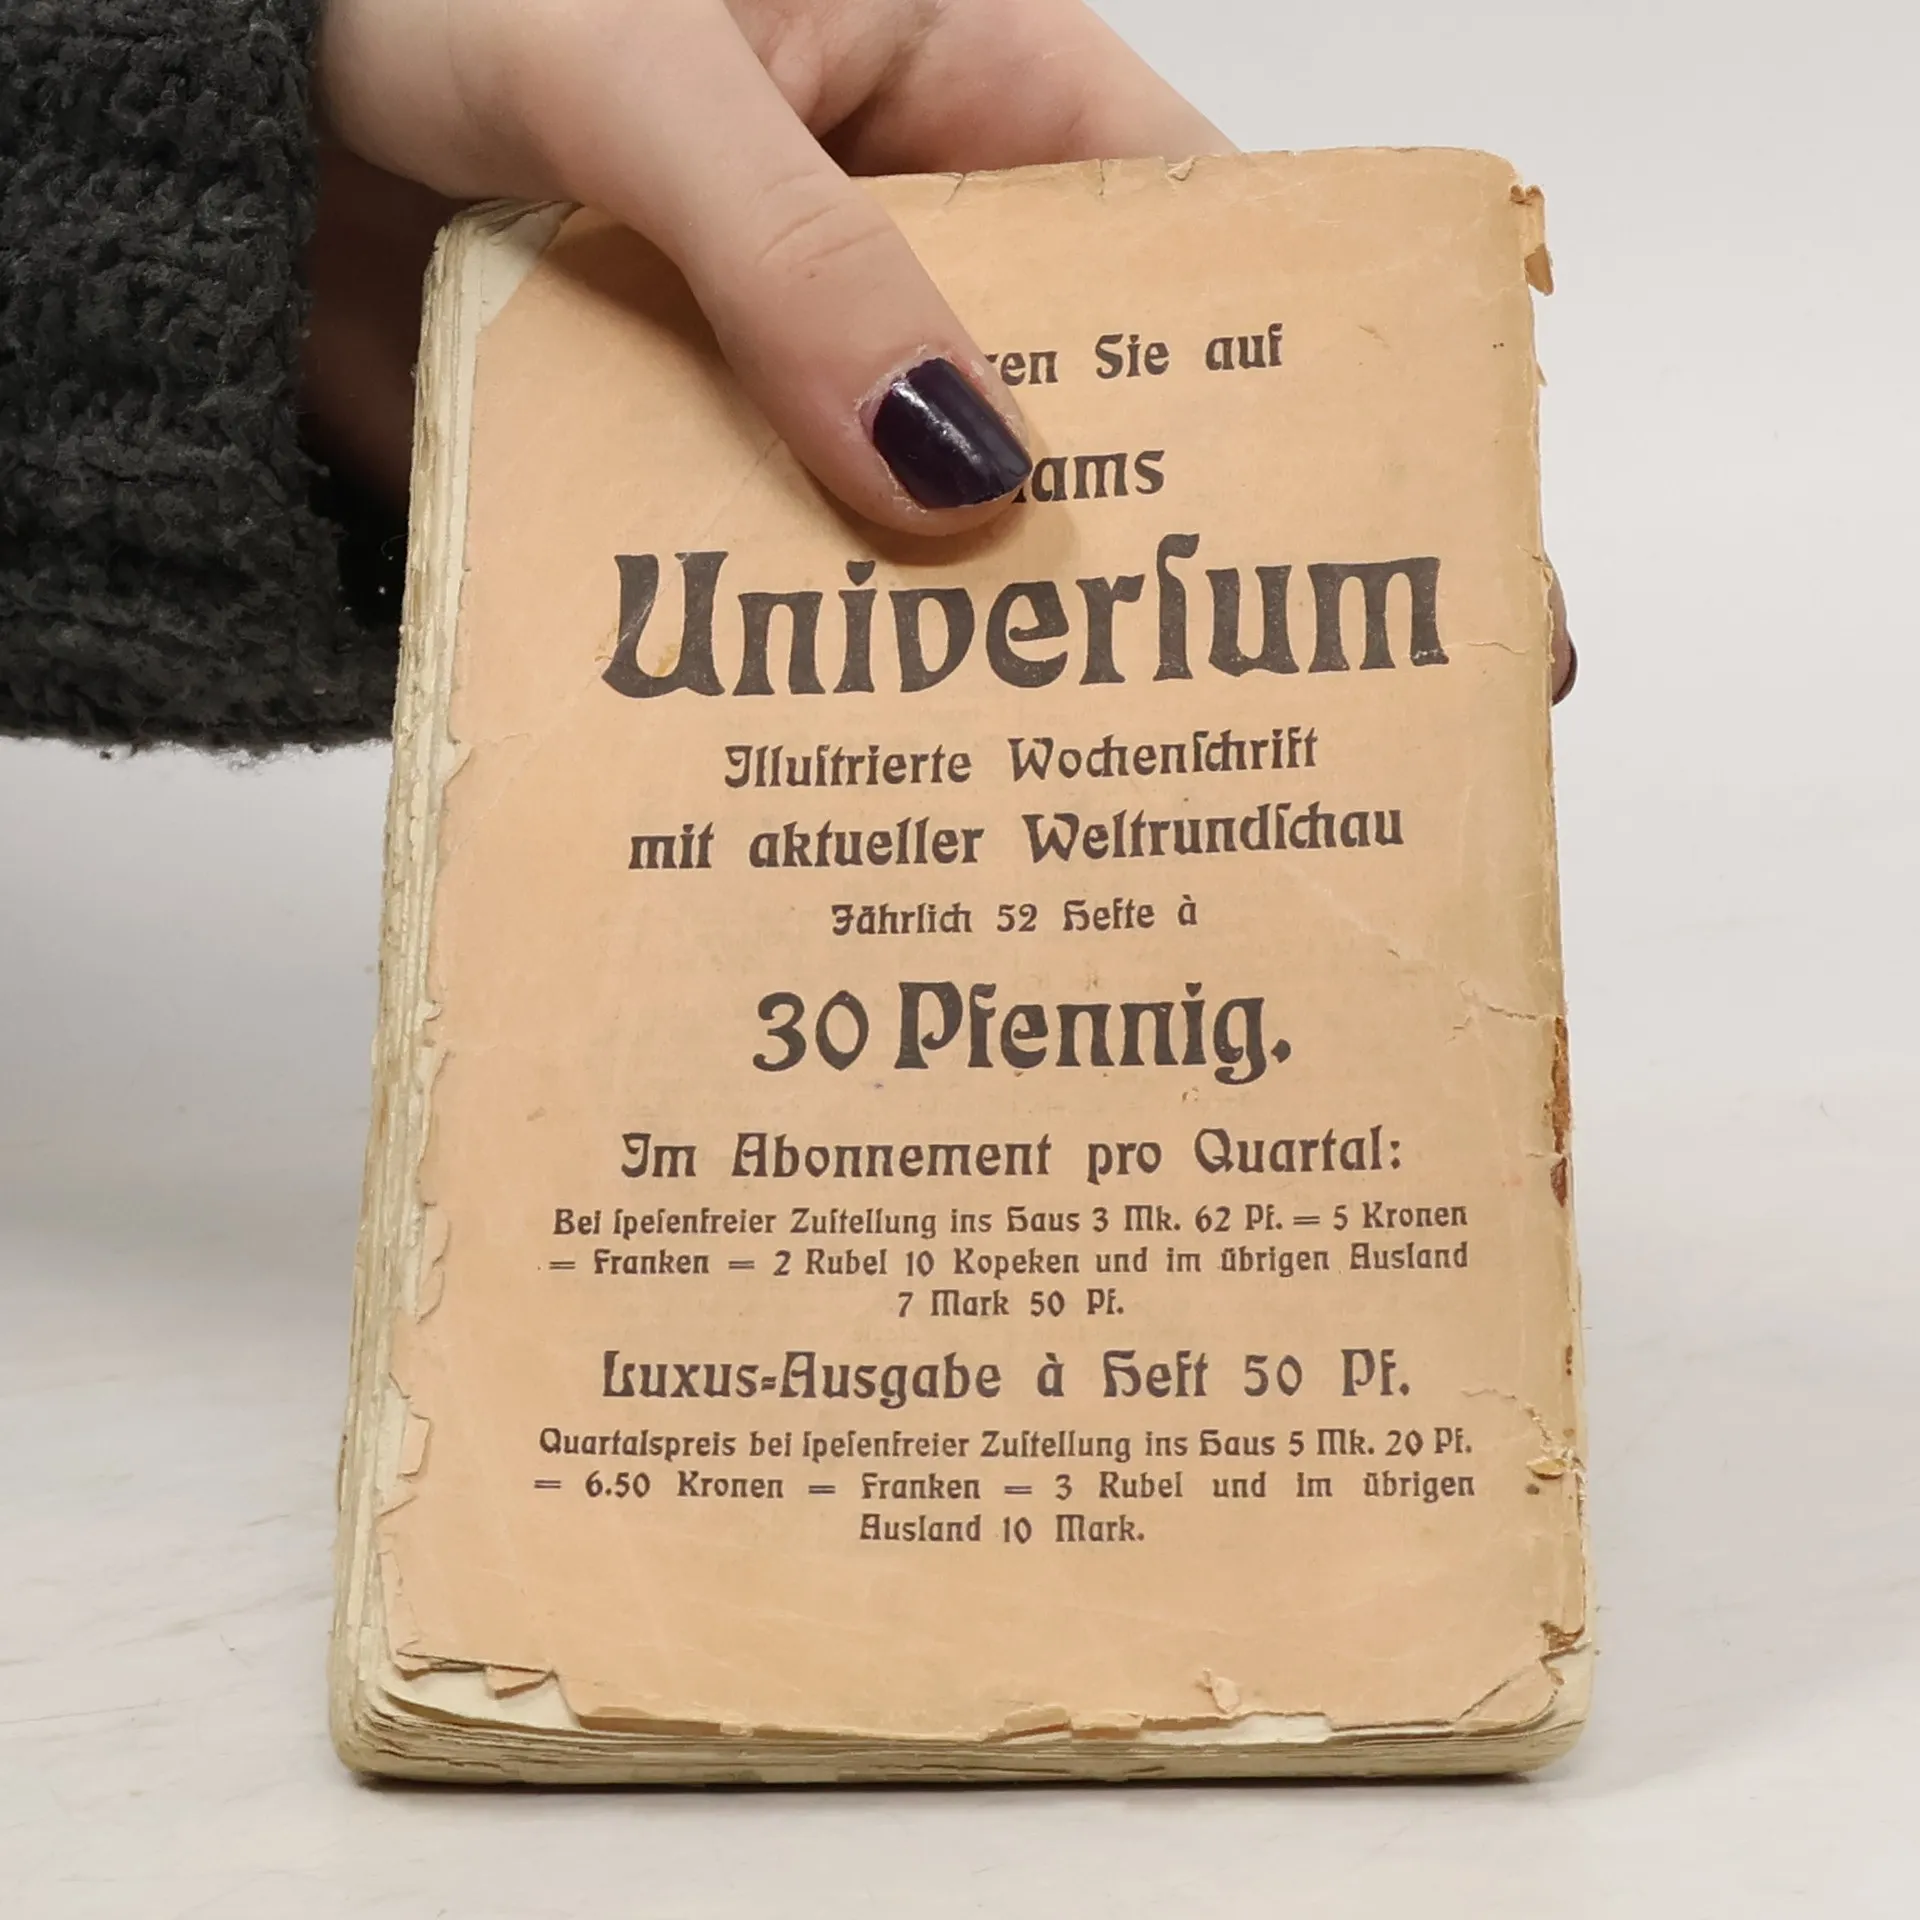 Sie auf
Univerſum
Illuſtrierte Wochenſchrift
mit aktueller Weltrundſchau
Jährlich 52 Hefte à
30 Pfennig.
Im Abonnement pro Quartal:
Bei ſpeſenfreier Zuſtellung ins Haus 3 Mk. 62 Pf. = 5 Kronen
= Franken = 2 Rubel 10 Kopeken und im übrigen Ausland
7 Mark 50 Pf.
Luxus-Ausgabe à Heft 50 Pf.
Quartalspreis bei ſpeſenfreier Zuſtellung ins Haus 5 Mk. 20 Pf.
= 6.50 Kronen = Franken = 3 Rubel und im übrigen
Ausland 10 Mark.